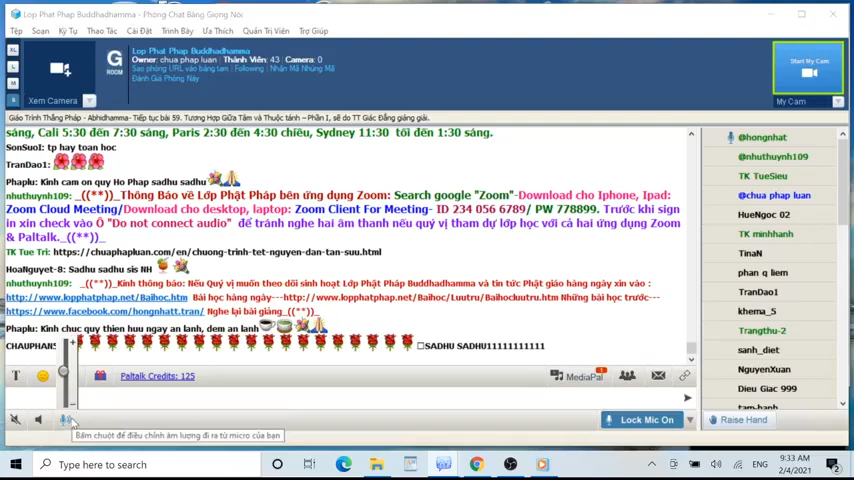 Lop Phat Phap Buddhadhamma - Phòng Chat Bằng Giọng Nói
Tệp Soạn Ký Tự Thao Tác Cài Đặt Trình Bày Ưa Thích Quản Trị Viên Trợ Giúp
XL
L
M
S
Xem Camera
G
ROOM
Lop Phat Phap Buddhadhamma
Owner: chua phap luan | Thành Viên: 43 | Camera: 0
Sao phỏng URL vào bảng tạm | Following | Nhận Mã Nhúng Mã
Đánh Giá Phòng Này
Start My Cam
My Cam
Giáo Trình Thắng Pháp - Abhidhamma- Tiếp tục bài 59. Tương Hợp Giữa Tâm và Thuộc tánh – Phần I, sẽ do TT Giác Đẳng giảng giải.
sáng, Cali 5:30 đến 7:30 sáng, Paris 2:30 đến 4:30 chiều, Sydney 11:30 tối đến 1:30 sáng.
SonSuoI: tp hay toan hoc
TranDao1:
Phaplu: Kinh cam on quy Ho Phap sadhu sadhu
nhuthuynh109: _((**))_Thông Báo về Lớp Phật Pháp bên ứng dụng Zoom: Search google "Zoom"-Download cho Iphone, Ipad:
Zoom Cloud Meeting/Download cho desktop, laptop: Zoom Client For Meeting- ID 234 056 6789/ PW 778899. Trước khi sign
in xin check vào Ô "Do not connect audio" để tránh nghe hai âm thanh nếu quý vị tham dự lớp học với cả hai ứng dụng Zoom
& Paltalk._((**))_
TK Tue Tri: https://chuaphapluan.com/en/chuong-trinh-tet-nguyen-dan-tan-suu.html
HoaNguyet-8: Sadhu sadhu sis NH
nhuthuynh109: _((**))_Kính thông báo: Nếu Quý vị muốn theo dõi sinh hoạt Lớp Phật Pháp Buddhadhamma và tin tức Phật giáo hàng ngày xin vào :
http://www.lopphatphap.net/Baihoc.htm Bài học hàng ngày---http://www.lopphatphap.net/Baihoc/Luutru/Baihocluutru.htm Những bài học trước---
https://www.facebook.com/hongnhatt.tran/ Nghe lại bài giảng_((**))_
Phaplu: Kinh chuc quy thien huu ngay an lanh, dem an lanh
CHAUPHANS SADHU SADHU11111111111
@hongnhat
@nhuthuynh109
TK TueSieu
@chua phap luan
HueNgoc 02
TK minhhanh
TinaN
phan q liem
TranDao1
khema_5
Trangthu-2
sanh_diet
NguyenXuan
Dieu Giac 999
tam-hanh
T
Paltalk Credits: 125
MediaPal
1
Lock Mic On
Raise Hand
Bấm chuột để điều chỉnh âm lượng đi ra từ micro của bạn
Type here to search
ENG
9:33 AM
2/4/2021
2